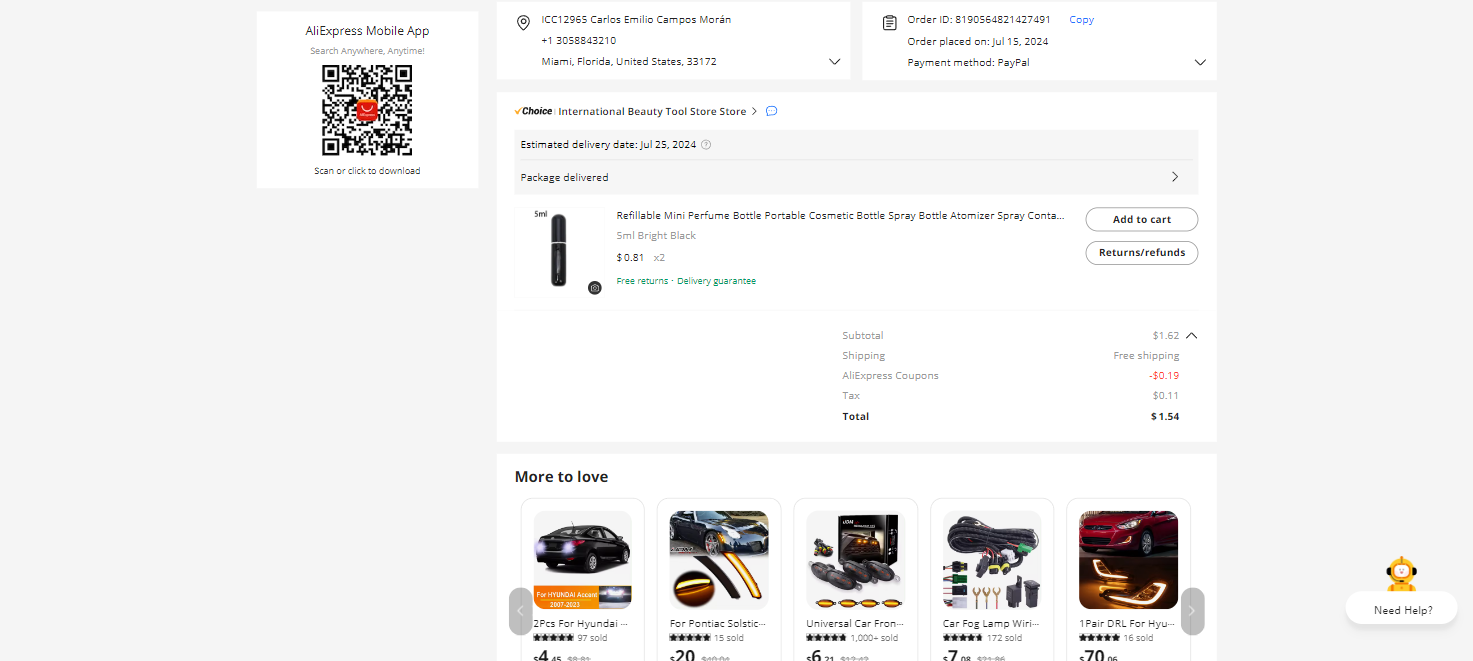 AliExpress Mobile App
Search Anywhere, Anytime!
Scan or click to download
ICC12965 Carlos Emilio Campos Morán
+1 3058843210
Miami, Florida, United States, 33172
Order ID: 8190564821427491 Copy
Order placed on: Jul 15, 2024
Payment method: PayPal
Choice International Beauty Tool Store Store
Estimated delivery date: Jul 25, 2024
Package delivered
5ml
Refillable Mini Perfume Bottle Portable Cosmetic Bottle Spray Bottle Atomizer Spray Conta...
5ml Bright Black
$0.81 x2
Free returns · Delivery guarantee
Add to cart
Returns/refunds
Subtotal $1.62
Shipping Free shipping
AliExpress Coupons -$0.19
Tax $0.11
Total $1.54
More to love
For HYUNDAI Accent
2007-2023
2Pcs For Hyundai ...
97 sold
$4.45 $8.81
For Pontiac Solstic...
15 sold
$20 $40.04
JDM
Universal Car Fron...
1,000+ sold
$6.21 $12.42
Car Fog Lamp Wiri...
172 sold
$7.08 $21.86
1Pair DRL For Hyu...
16 sold
$70.06
Need Help?